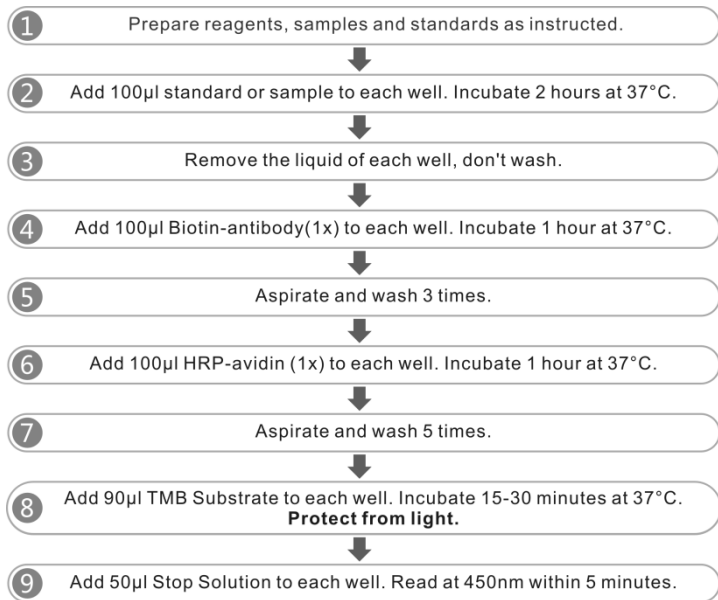 1 Prepare reagents, samples and standards as instructed.
2 Add 100µl standard or sample to each well. Incubate 2 hours at 37°C.
3 Remove the liquid of each well, don't wash.
4 Add 100µl Biotin-antibody(1x) to each well. Incubate 1 hour at 37°C.
5 Aspirate and wash 3 times.
6 Add 100µl HRP-avidin (1x) to each well. Incubate 1 hour at 37°C.
7 Aspirate and wash 5 times.
8 Add 90µl TMB Substrate to each well. Incubate 15-30 minutes at 37°C.
Protect from light.
9 Add 50µl Stop Solution to each well. Read at 450nm within 5 minutes.